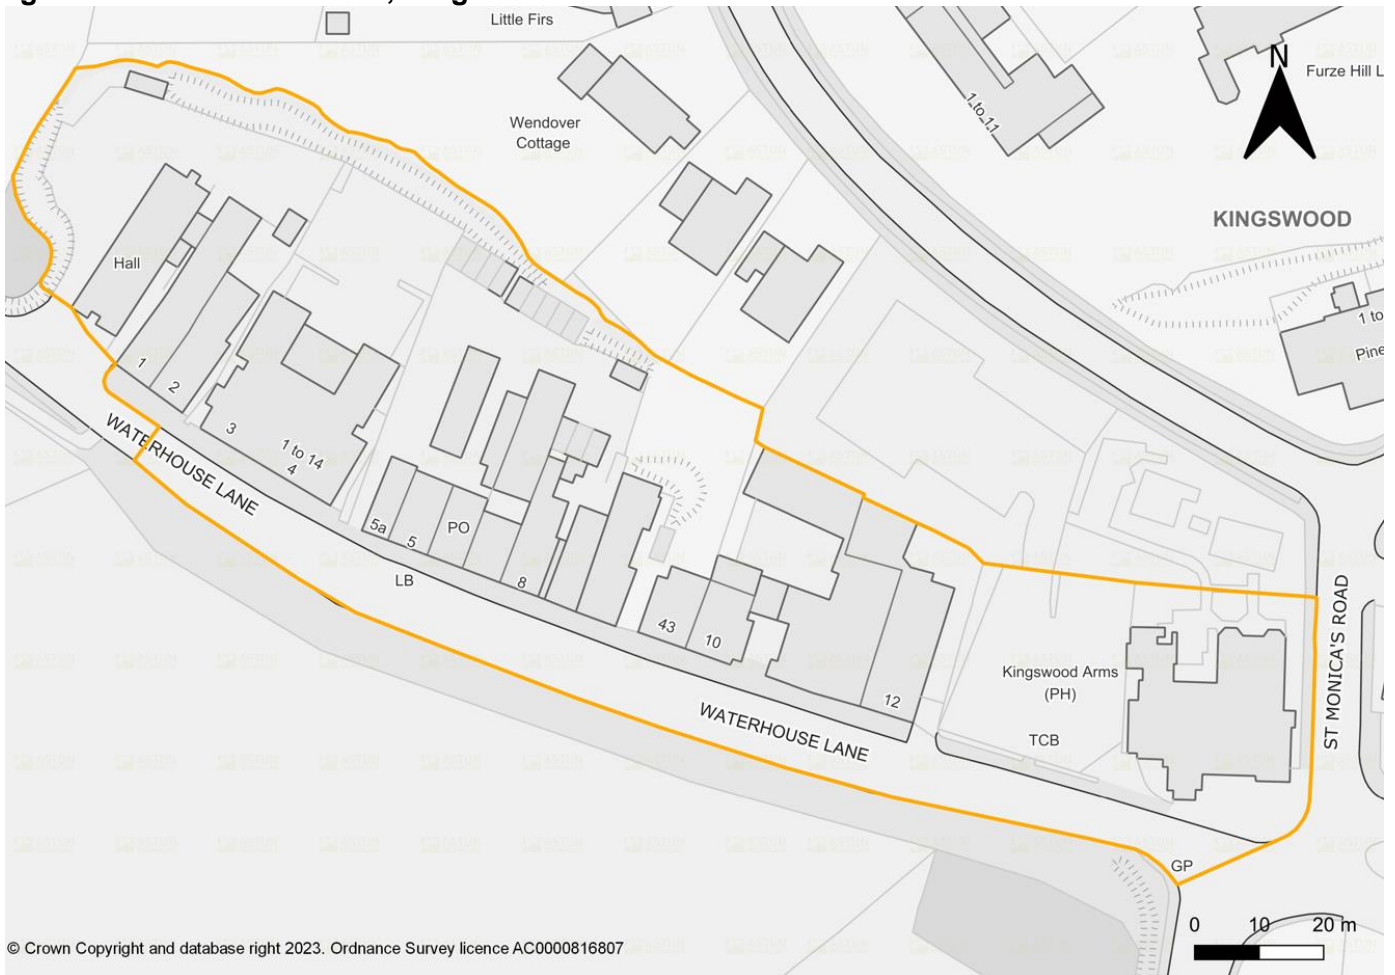 Little Firs
N
Furze Hill L
1 to 11
Wendover
Cottage
KINGSWOOD
Hall
1 to
Pine
1
2
3
1 to 14
4
WATERHOUSE LANE
5a
5
PO
8
LB
43
10
12
WATERHOUSE LANE
Kingswood Arms
(PH)
TCB
ST MONICA'S ROAD
GP
0 10 20 m
© Crown Copyright and database right 2023. Ordnance Survey licence AC0000816807